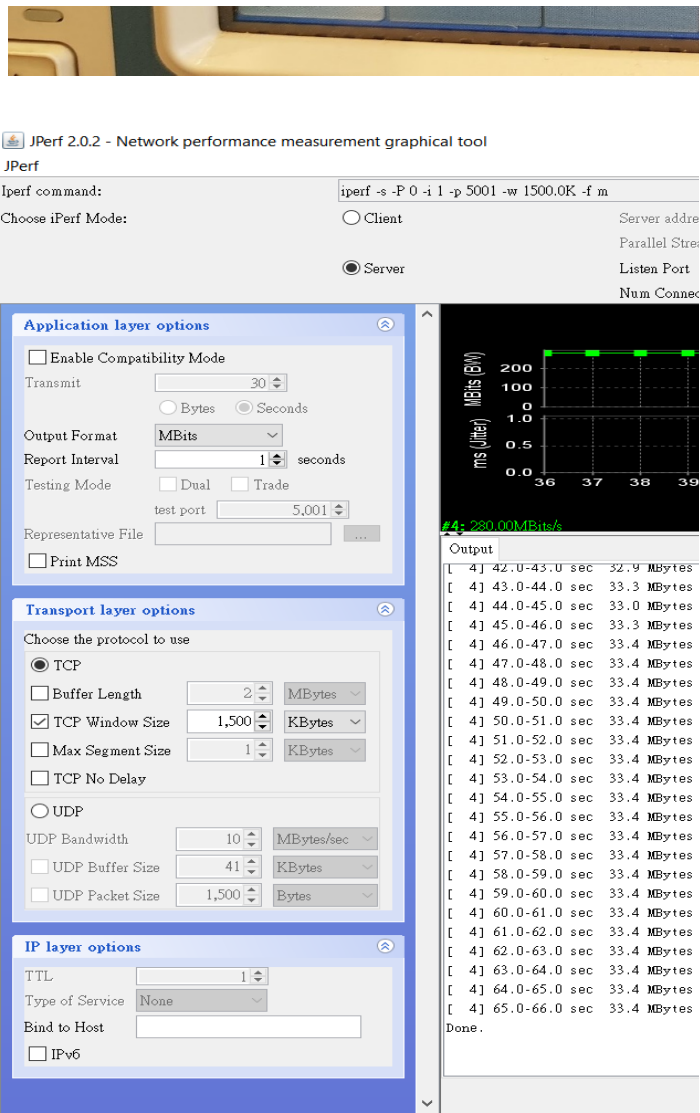 JPerf 2.0.2 - Network performance measurement graphical tool
JPerf
Iperf command:
iperf -s -P 0 -i 1 -p 5001 -w 1500.0K -f m
Choose iPerf Mode:
Client
Server addre
Parallel Strea
Server
Listen Port
Num Connec
Application layer options
Enable Compatibility Mode
Transmit 30
Bytes Seconds
Output Format MBits
Report Interval 1 seconds
Testing Mode Dual Trade
test port 5,001
Representative File ...
Print MSS
Transport layer options
Choose the protocol to use
TCP
Buffer Length 2 MBytes
TCP Window Size 1,500 KBytes
Max Segment Size 1 KBytes
TCP No Delay
UDP
UDP Bandwidth 10 MBytes/sec
UDP Buffer Size 41 KBytes
UDP Packet Size 1,500 Bytes
IP layer options
TTL 1
Type of Service None
Bind to Host
IPv6
MBits (BW)
200
100
0
ms (Jitter)
1.0
0.5
0.0
36 37 38 39
#4: 280.00MBits/s
Output
[ 4] 42.0-43.0 sec 32.9 MBytes
[ 4] 43.0-44.0 sec 33.3 MBytes
[ 4] 44.0-45.0 sec 33.0 MBytes
[ 4] 45.0-46.0 sec 33.3 MBytes
[ 4] 46.0-47.0 sec 33.4 MBytes
[ 4] 47.0-48.0 sec 33.4 MBytes
[ 4] 48.0-49.0 sec 33.4 MBytes
[ 4] 49.0-50.0 sec 33.4 MBytes
[ 4] 50.0-51.0 sec 33.4 MBytes
[ 4] 51.0-52.0 sec 33.4 MBytes
[ 4] 52.0-53.0 sec 33.4 MBytes
[ 4] 53.0-54.0 sec 33.4 MBytes
[ 4] 54.0-55.0 sec 33.4 MBytes
[ 4] 55.0-56.0 sec 33.4 MBytes
[ 4] 56.0-57.0 sec 33.4 MBytes
[ 4] 57.0-58.0 sec 33.4 MBytes
[ 4] 58.0-59.0 sec 33.4 MBytes
[ 4] 59.0-60.0 sec 33.4 MBytes
[ 4] 60.0-61.0 sec 33.4 MBytes
[ 4] 61.0-62.0 sec 33.4 MBytes
[ 4] 62.0-63.0 sec 33.4 MBytes
[ 4] 63.0-64.0 sec 33.4 MBytes
[ 4] 64.0-65.0 sec 33.4 MBytes
[ 4] 65.0-66.0 sec 33.4 MBytes
Done.